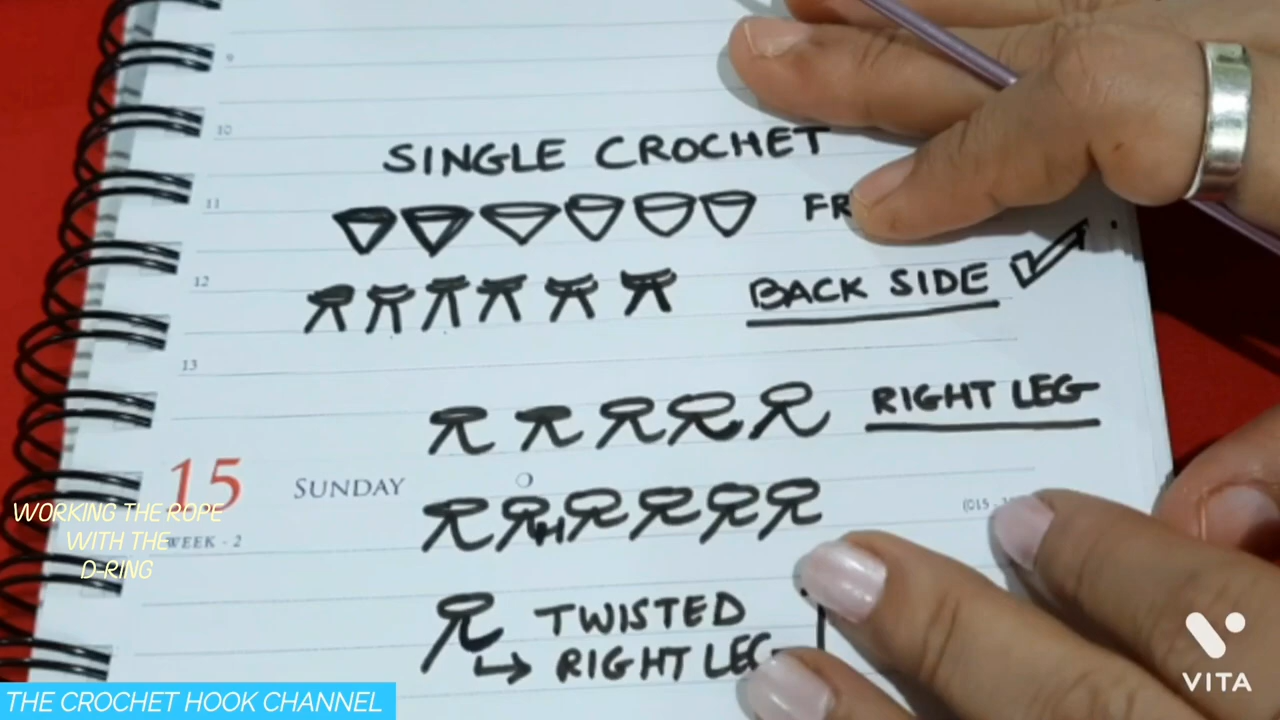 9
10
SINGLE CROCHET
11
FR
12
BACK SIDE
13
RIGHT LEG
15 SUNDAY
WORKING THE ROPE
WITH THE
WEEK - 2
D-RING
TWISTED
RIGHT LEG
VITA
THE CROCHET HOOK CHANNEL